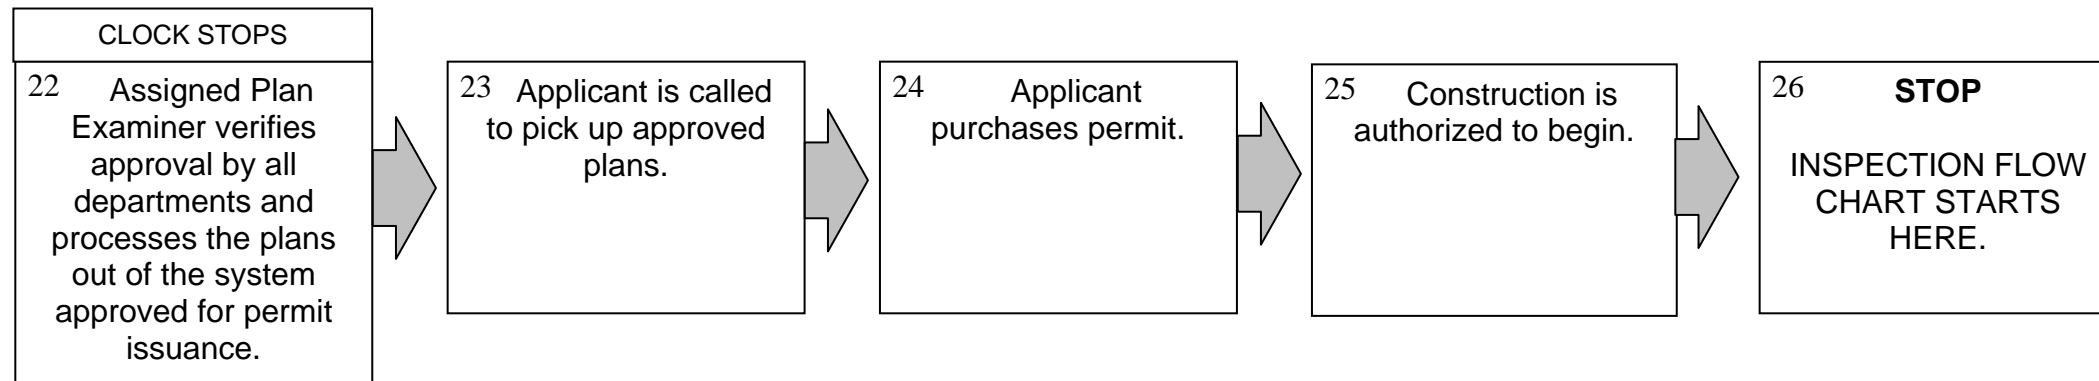 CLOCK STOPS
22 Assigned Plan
Examiner verifies
approval by all
departments and
processes the plans
out of the system
approved for permit
issuance.
23 Applicant is called
to pick up approved
plans.
24 Applicant
purchases permit.
25 Construction is
authorized to begin.
26 STOP
INSPECTION FLOW
CHART STARTS
HERE.